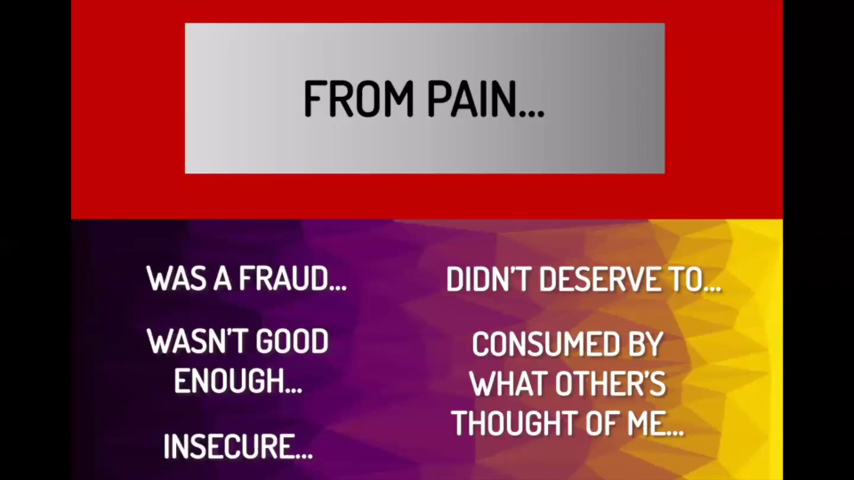 FROM PAIN...
WAS A FRAUD...
WASN'T GOOD
ENOUGH...
INSECURE...
DIDN'T DESERVE TO...
CONSUMED BY
WHAT OTHER'S
THOUGHT OF ME...